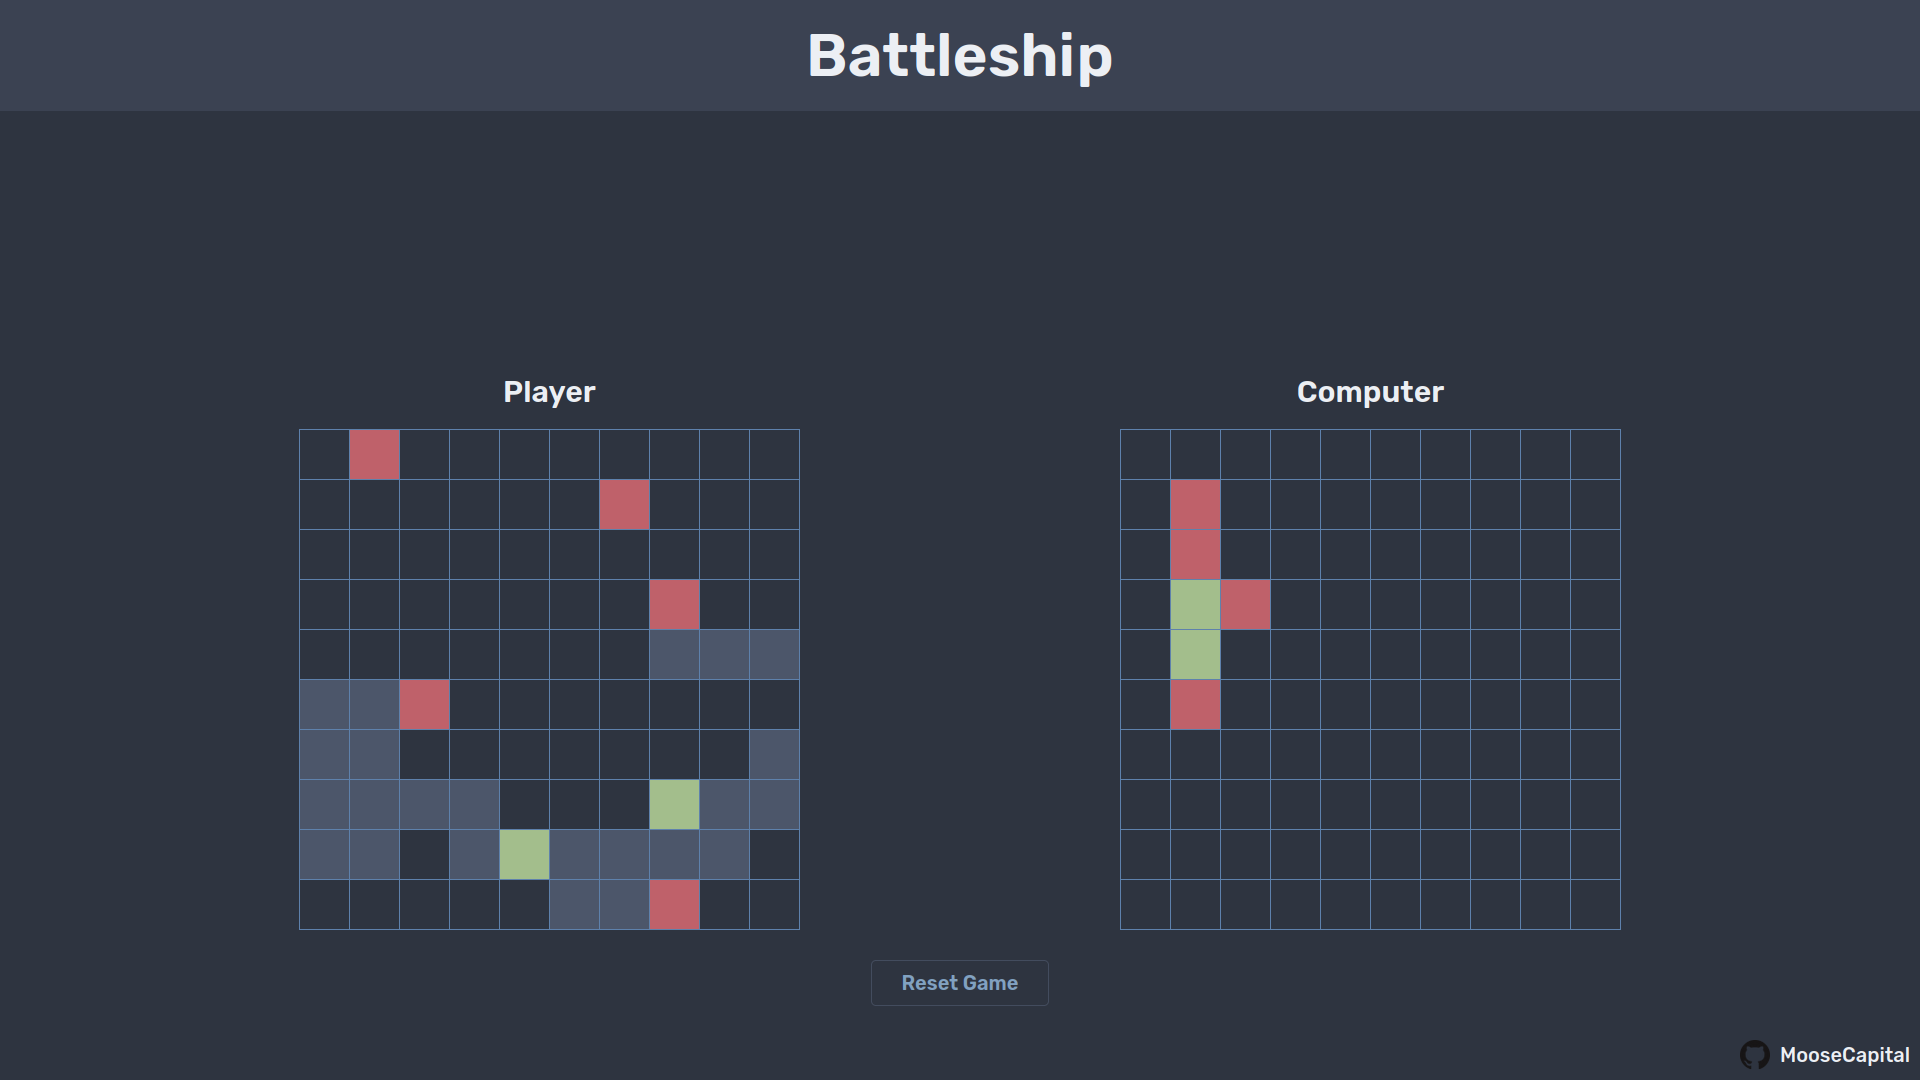 Battleship
Player
Computer
Reset Game
MooseCapital